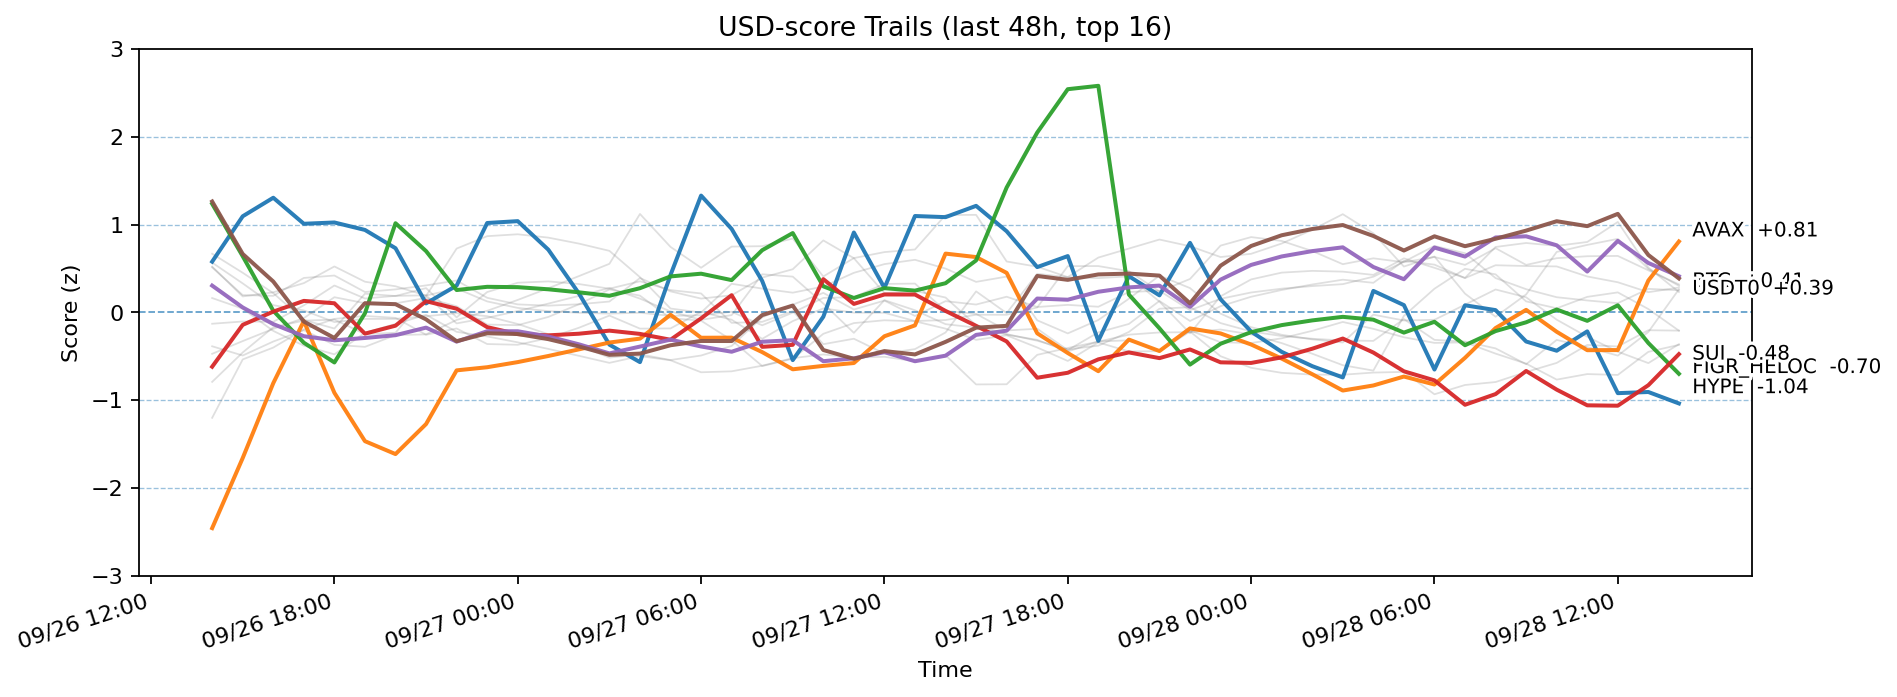 USD-score Trails (last 48h, top 16)
Score (z)
3
2
1
0
−1
−2
−3
AVAX +0.81
USDT0 +0.39
SUI -0.48
FIGR_HELOC -0.70
HYPE -1.04
09/26 12:00
09/26 18:00
09/27 00:00
09/27 06:00
09/27 12:00
09/27 18:00
09/28 00:00
09/28 06:00
09/28 12:00
Time